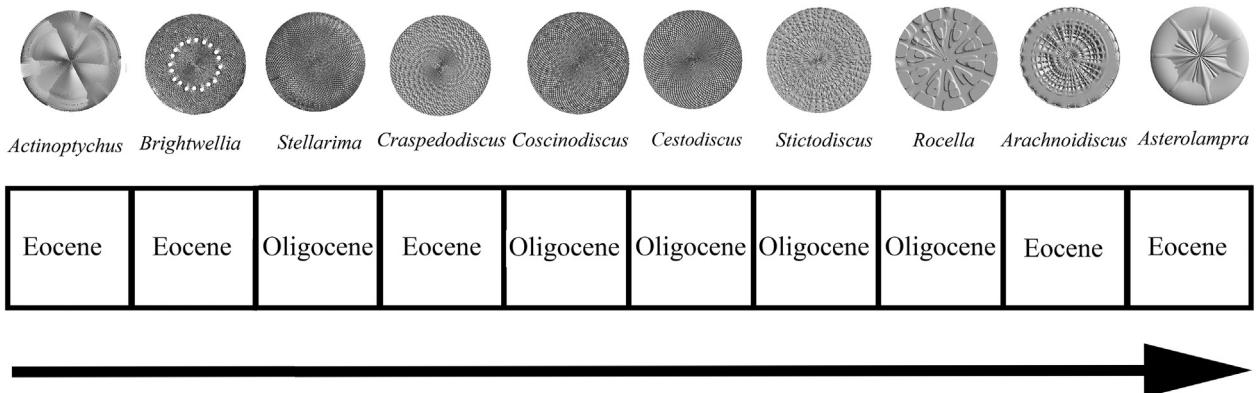 Actinoptychus Brightwellia Stellarima Craspedodiscus Coscinodiscus Cestodiscus Stictodiscus Rocella Arachnoidiscus Asterolampra
Eocene Eocene Oligocene Eocene Oligocene Oligocene Oligocene Oligocene Eocene Eocene